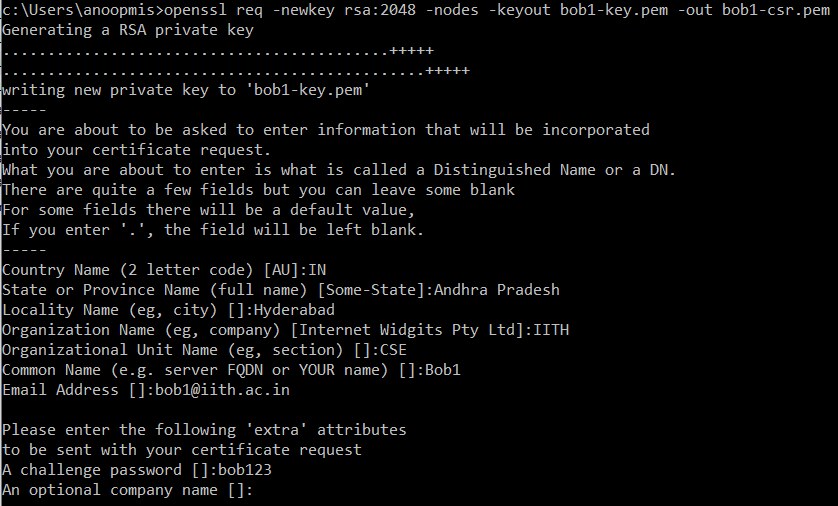 c:\Users\anoopmis>openssl req -newkey rsa:2048 -nodes -keyout bob1-key.pem -out bob1-csr.pem
Generating a RSA private key
...........................................+++++
...............................................+++++
writing new private key to 'bob1-key.pem'
-----
You are about to be asked to enter information that will be incorporated
into your certificate request.
What you are about to enter is what is called a Distinguished Name or a DN.
There are quite a few fields but you can leave some blank
For some fields there will be a default value,
If you enter '.', the field will be left blank.
-----
Country Name (2 letter code) [AU]:IN
State or Province Name (full name) [Some-State]:Andhra Pradesh
Locality Name (eg, city) []:Hyderabad
Organization Name (eg, company) [Internet Widgits Pty Ltd]:IITH
Organizational Unit Name (eg, section) []:CSE
Common Name (e.g. server FQDN or YOUR name) []:Bob1
Email Address []:bob1@iith.ac.in
Please enter the following 'extra' attributes
to be sent with your certificate request
A challenge password []:bob123
An optional company name []: